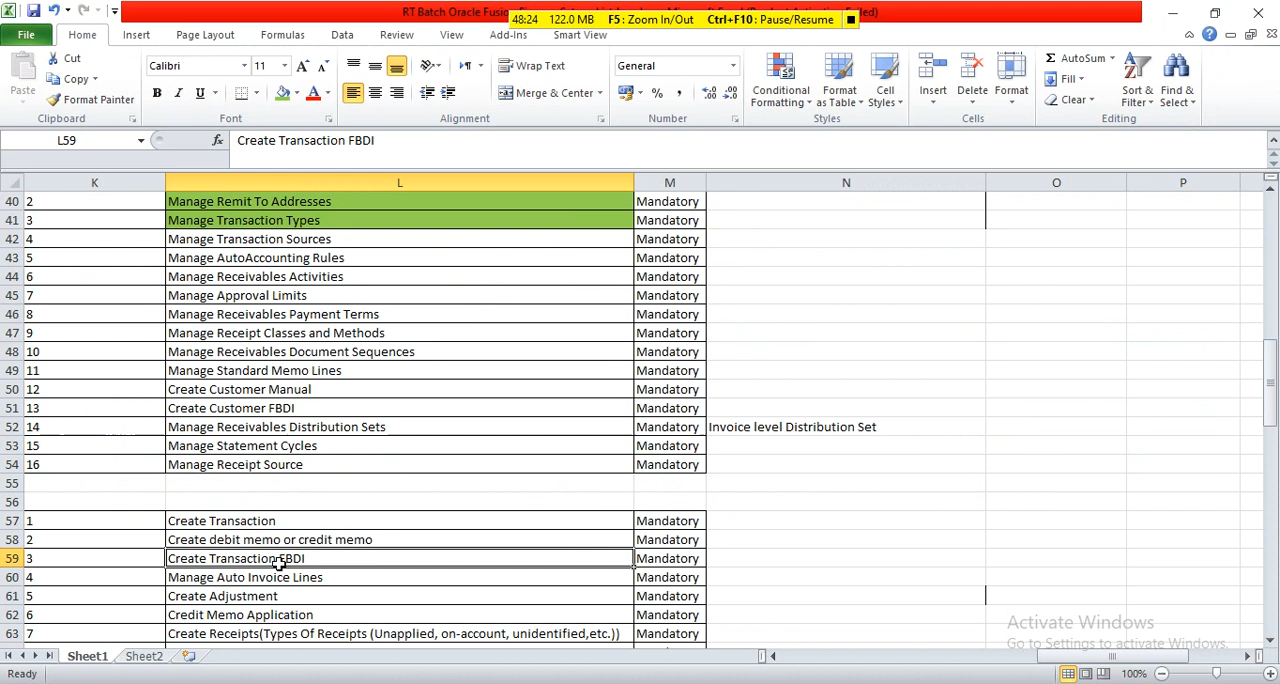 RT Batch Oracle Fusi
48:24 122.0 MB F5: Zoom In/Out Ctrl+F10: Pause/Resume
File Home Insert Page Layout Formulas Data Review View Add-Ins Smart View
Paste
Cut
Copy
Format Painter
Clipboard
Calibri 11
B I U
Font
Wrap Text
Merge & Center
Alignment
General
Number
Conditional Formatting
Format as Table
Cell Styles
Styles
Insert
Delete
Format
Cells
AutoSum
Fill
Clear
Sort & Filter
Find & Select
Editing
L59 fx Create Transaction FBDI
K L M N O P
40 2 Manage Remit To Addresses Mandatory
41 3 Manage Transaction Types Mandatory
42 4 Manage Transaction Sources Mandatory
43 5 Manage AutoAccounting Rules Mandatory
44 6 Manage Receivables Activities Mandatory
45 7 Manage Approval Limits Mandatory
46 8 Manage Receivables Payment Terms Mandatory
47 9 Manage Receipt Classes and Methods Mandatory
48 10 Manage Receivables Document Sequences Mandatory
49 11 Manage Standard Memo Lines Mandatory
50 12 Create Customer Manual Mandatory
51 13 Create Customer FBDI Mandatory
52 14 Manage Receivables Distribution Sets Mandatory Invoice level Distribution Set
53 15 Manage Statement Cycles Mandatory
54 16 Manage Receipt Source Mandatory
55
56
57 1 Create Transaction Mandatory
58 2 Create debit memo or credit memo Mandatory
59 3 Create Transaction FBDI Mandatory
60 4 Manage Auto Invoice Lines Mandatory
61 5 Create Adjustment Mandatory
62 6 Credit Memo Application Mandatory
63 7 Create Receipts(Types Of Receipts (Unapplied, on-account, unidentified,etc.)) Mandatory
Activate Windows
Go to Settings to activate Windows.
Sheet1 Sheet2
Ready 100%